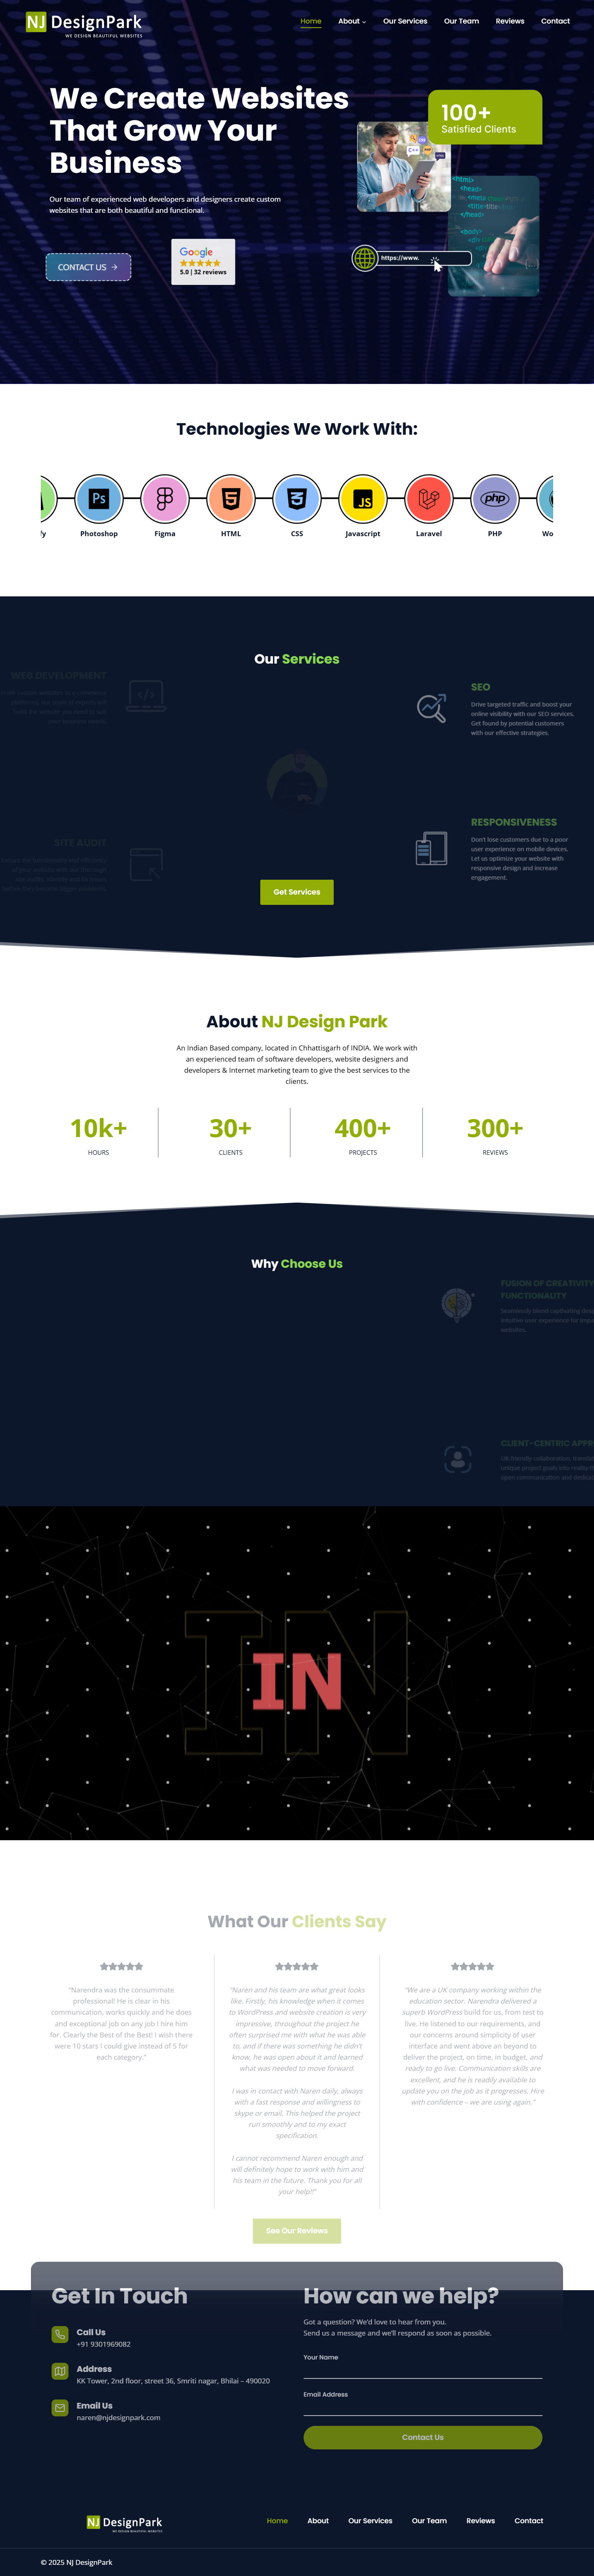 NJ DesignPark
WE DESIGN BEAUTIFUL WEBSITES
Home
About
Our Services
Our Team
Reviews
Contact
We Create Websites
That Grow Your
Business
Our team of experienced web developers and designers create custom
websites that are both beautiful and functional.
CONTACT US
Google
5.0 | 32 reviews
100+
Satisfied Clients
<html>
<head>
<title>title
</head>
<body>
https://www.
Technologies We Work With:
Photoshop
Figma
HTML
CSS
Javascript
Laravel
PHP
Our Services
WEB DEVELOPMENT
SEO
Drive targeted traffic and boost your
online visibility with our SEO services.
Get found by potential customers
with our effective strategies.
SITE AUDIT
RESPONSIVENESS
Don't lose customers due to a poor
user experience on mobile devices.
Let us optimize your website with
responsive design and increase
engagement.
Get Services
About NJ Design Park
An Indian Based company, located in Chhattisgarh of INDIA. We work with
an experienced team of software developers, website designers and
developers & Internet marketing team to give the best services to the
clients.
10k+
HOURS
30+
CLIENTS
400+
PROJECTS
300+
REVIEWS
Why Choose Us
FUSION OF CREATIVITY
FUNCTIONALITY
websites.
CLIENT-CENTRIC
IN
IN
What Our Clients Say
"Narendra was the consummate
professional! He is clear in his
communication, works quickly and he does
and exceptional job on any job I hire him
for. Clearly the Best of the Best! I wish there
were 10 stars I could give instead of 5 for
each category."
"Naren and his team are what great looks
like. Firstly, his knowledge when it comes
to WordPress and website creation is very
impressive, throughout the project he
often surprised me with what he was able
to, and if there was something he didn't
know, he was open about it and learned
what was needed to move forward.
I was in contact with Naren daily, always
with a fast response and willingness to
skype or email. This helped the project
run smoothly and to my exact
specification.
I cannot recommend Naren enough and
will definitely hope to work with him and
his team in the future. Thank you for all
your help!!"
"We are a UK company working within the
education sector. Narendra delivered a
superb WordPress build for us, from test to
live. He listened to our requirements, and
our concerns around simplicity of user
interface and went above an beyond to
deliver the project, on time, in budget, and
ready to go live. Communication skills are
excellent, and he is readily available to
update you on the job as it progresses. Hire
with confidence – we are using again."
See Our Reviews
Get In Touch
Call Us
+91 9301969082
Address
KK Tower, 2nd floor, street 36, Smriti nagar, Bhilai – 490020
Email Us
naren@njdesignpark.com
How can we help?
Got a question? We'd love to hear from you.
Send us a message and we'll respond as soon as possible.
Your Name
Email Address
Contact Us
NJ DesignPark
WE DESIGN BEAUTIFUL WEBSITES
Home
About
Our Services
Our Team
Reviews
Contact
© 2025 NJ DesignPark